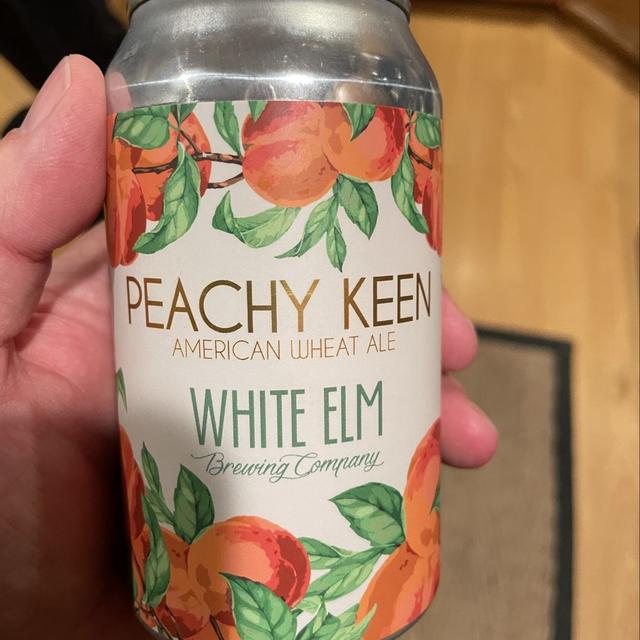 PEACHY KEEN
AMERICAN WHEAT ALE
WHITE ELM
Brewing Company